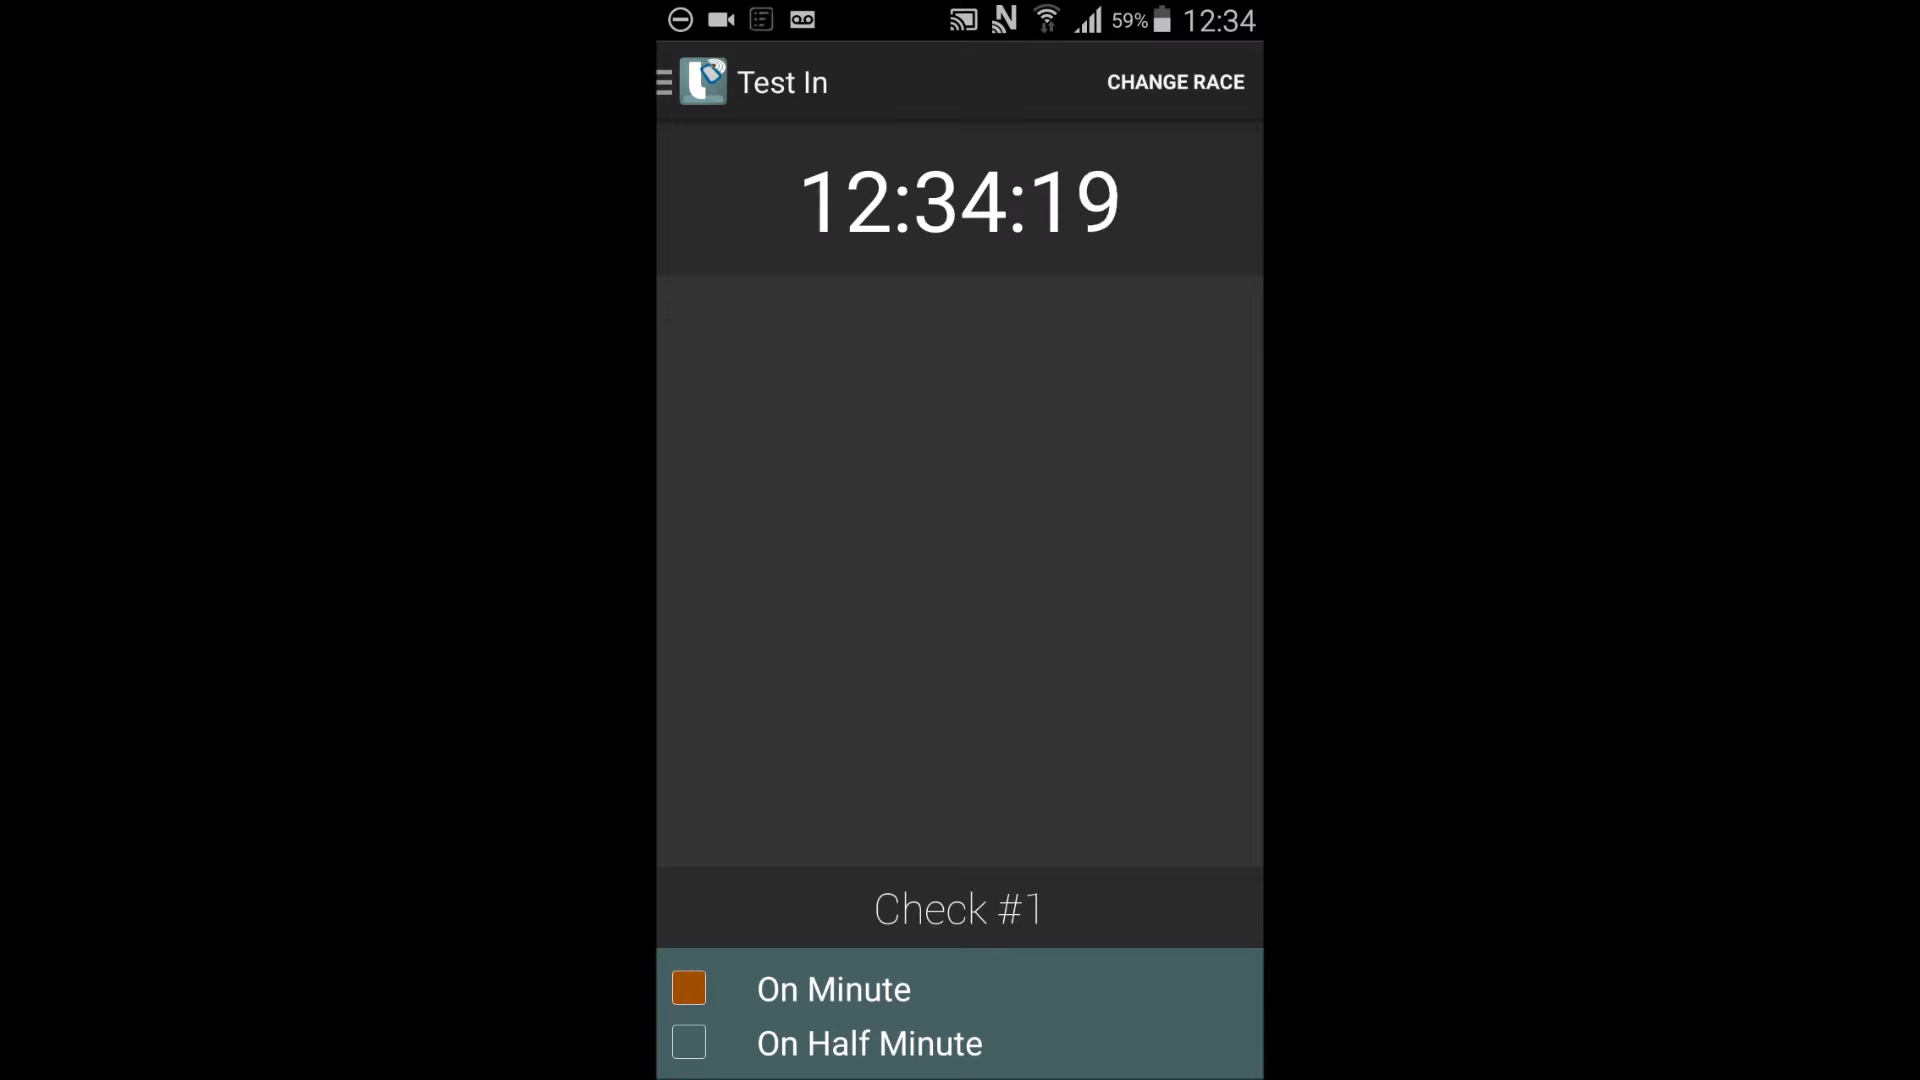 59% 12:34
Test In CHANGE RACE
12:34:19
Check #1
On Minute
On Half Minute